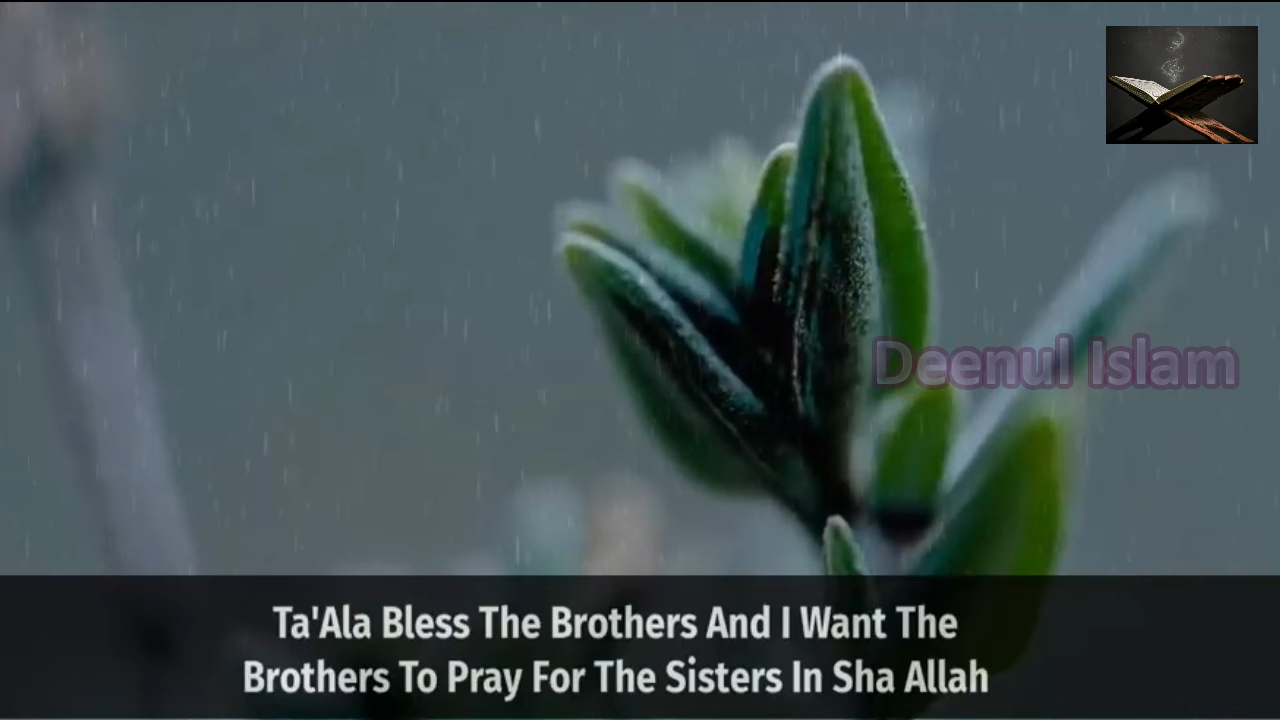 Deenul Islam
Ta'Ala Bless The Brothers And I Want The
Brothers To Pray For The Sisters In Sha Allah